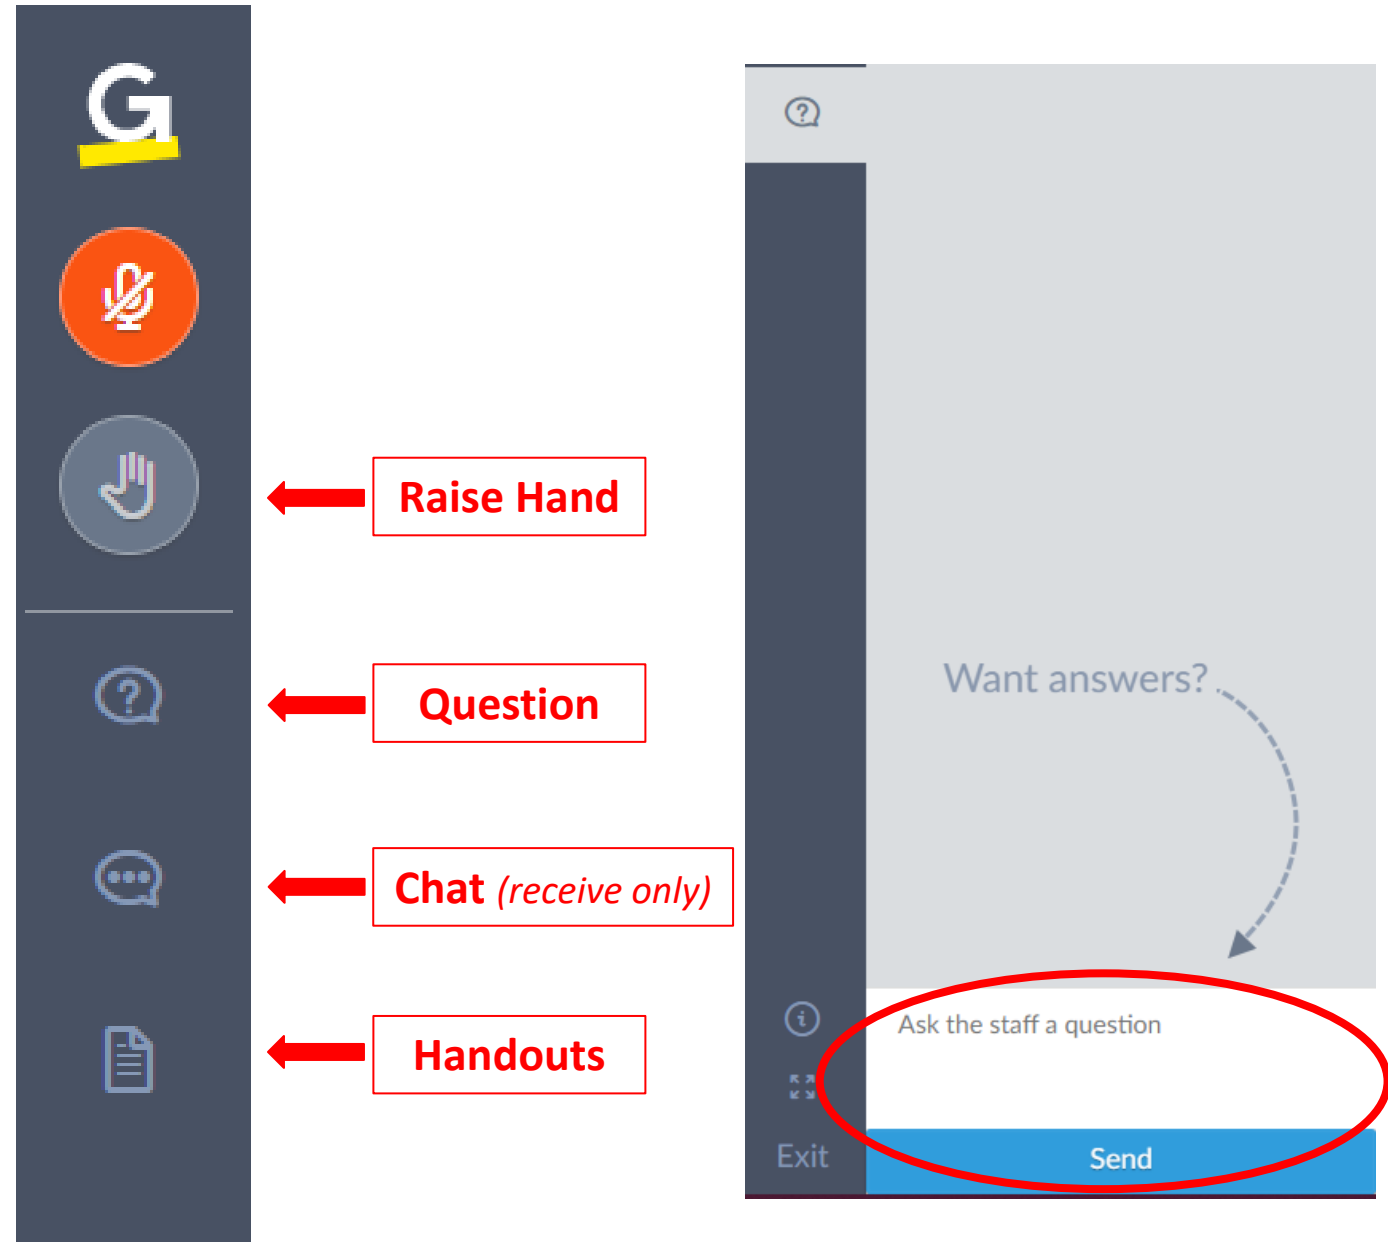 G
Raise Hand
Question
Chat (receive only)
Handouts
Want answers?
Ask the staff a question
Exit
Send